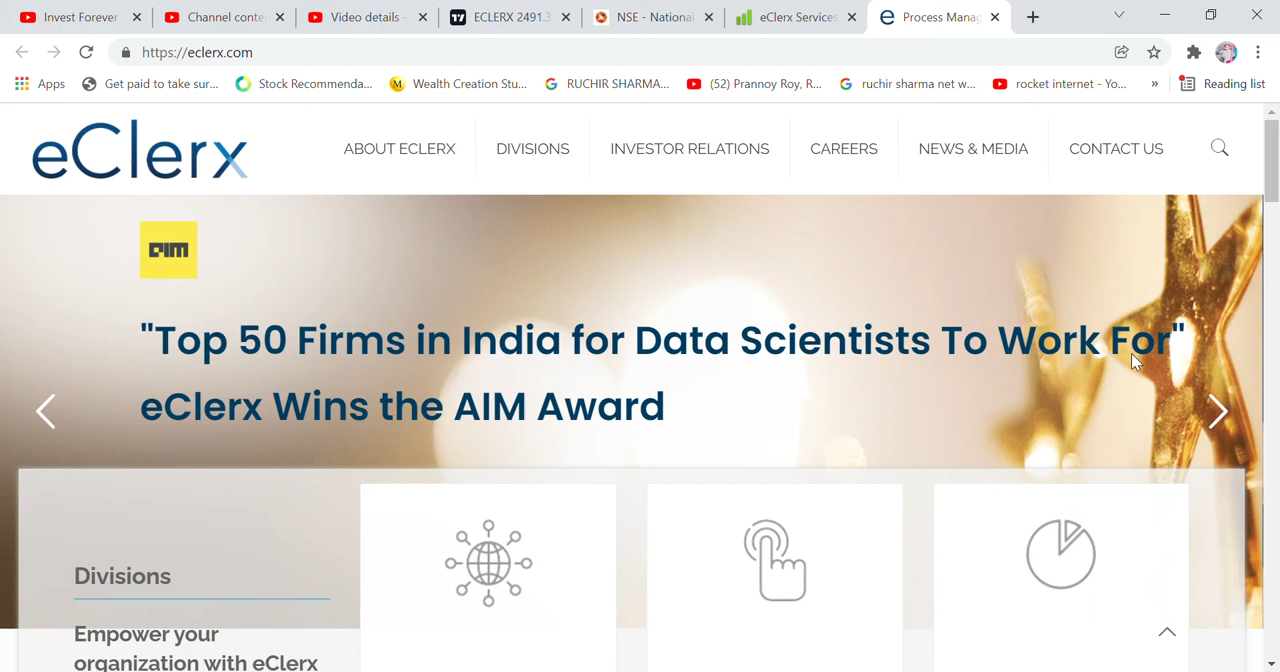 Invest Forever
Channel conte
Video details -
ECLERX 2491.3
NSE - National
eClerx Services
Process Manag
https://eclerx.com
Apps
Get paid to take sur...
Stock Recommenda...
Wealth Creation Stu...
RUCHIR SHARMA...
(52) Prannoy Roy, R...
ruchir sharma net w...
rocket internet - Yo...
»
Reading list
eClerx
ABOUT ECLERX
DIVISIONS
INVESTOR RELATIONS
CAREERS
NEWS & MEDIA
CONTACT US
AIM
"Top 50 Firms in India for Data Scientists To Work For"
eClerx Wins the AIM Award
Divisions
Empower your
organization with eClerx